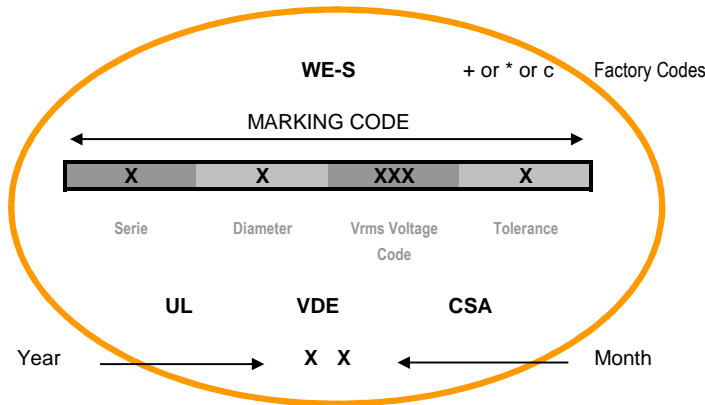 WE-S + or * or c Factory Codes
MARKING CODE
X X XXX X
Serie Diameter Vrms Voltage Tolerance
Code
UL VDE CSA
Year X X Month